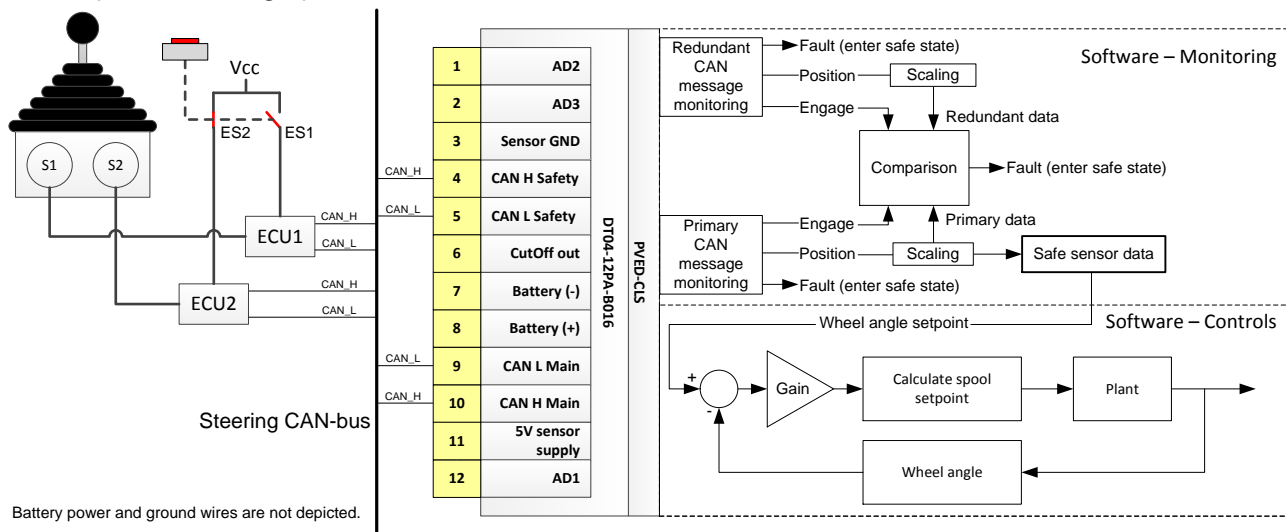 Vcc
ES2
ES1
S1
S2
ECU1
CAN_H
CAN_L
ECU2
CAN_H
CAN_L
Steering CAN-bus
Battery power and ground wires are not depicted.
CAN_H
CAN_L
CAN_L
CAN_H
1 AD2
2 AD3
3 Sensor GND
4 CAN H Safety
5 CAN L Safety
6 CutOff out
7 Battery (-)
8 Battery (+)
9 CAN L Main
10 CAN H Main
11 5V sensor
supply
12 AD1
DT04-12PA-B016
PVED-CLS
Software – Monitoring
Redundant
CAN
message
monitoring
Fault (enter safe state)
Position
Scaling
Engage
Redundant data
Comparison
Fault (enter safe state)
Primary data
Primary
CAN
message
monitoring
Engage
Position
Scaling
Safe sensor data
Fault (enter safe state)
Software – Controls
Wheel angle setpoint
+
-
Gain
Calculate spool
setpoint
Plant
Wheel angle